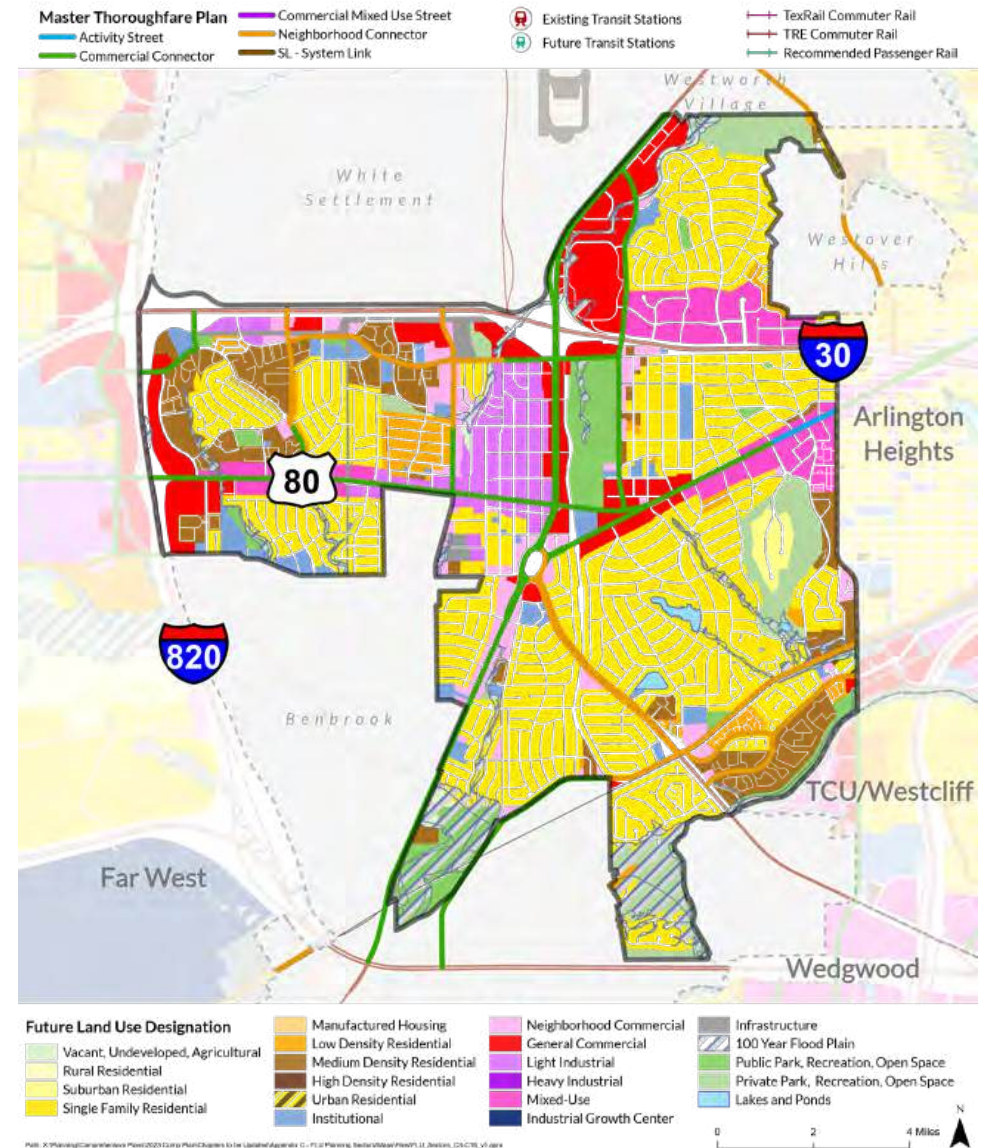 Master Thoroughfare Plan
Activity Street
Commercial Connector
Commercial Mixed Use Street
Neighborhood Connector
SL - System Link
Existing Transit Stations
Future Transit Stations
TexRail Commuter Rail
TRE Commuter Rail
Recommended Passenger Rail
Westworth
Village
White
Settlement
Westover
Hills
30
Arlington
Heights
80
820
Benbrook
TCU/Westcliff
Far West
Wedgwood
Future Land Use Designation
Vacant, Undeveloped, Agricultural
Rural Residential
Suburban Residential
Single Family Residential
Manufactured Housing
Low Density Residential
Medium Density Residential
High Density Residential
Urban Residential
Institutional
Neighborhood Commercial
General Commercial
Light Industrial
Heavy Industrial
Mixed-Use
Industrial Growth Center
Infrastructure
100 Year Flood Plain
Public Park, Recreation, Open Space
Private Park, Recreation, Open Space
Lakes and Ponds
N
0 2 4 Miles